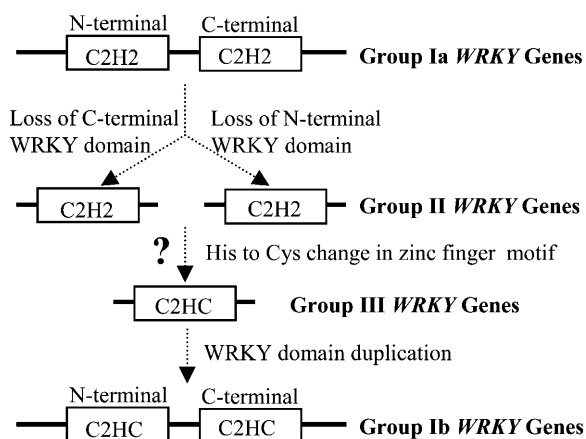 N-terminal C-terminal
C2H2 C2H2 Group Ia WRKY Genes
Loss of C-terminal Loss of N-terminal
WRKY domain WRKY domain
C2H2 C2H2 Group II WRKY Genes
? His to Cys change in zinc finger motif
C2HC Group III WRKY Genes
WRKY domain duplication
N-terminal C-terminal
C2HC C2HC Group Ib WRKY Genes